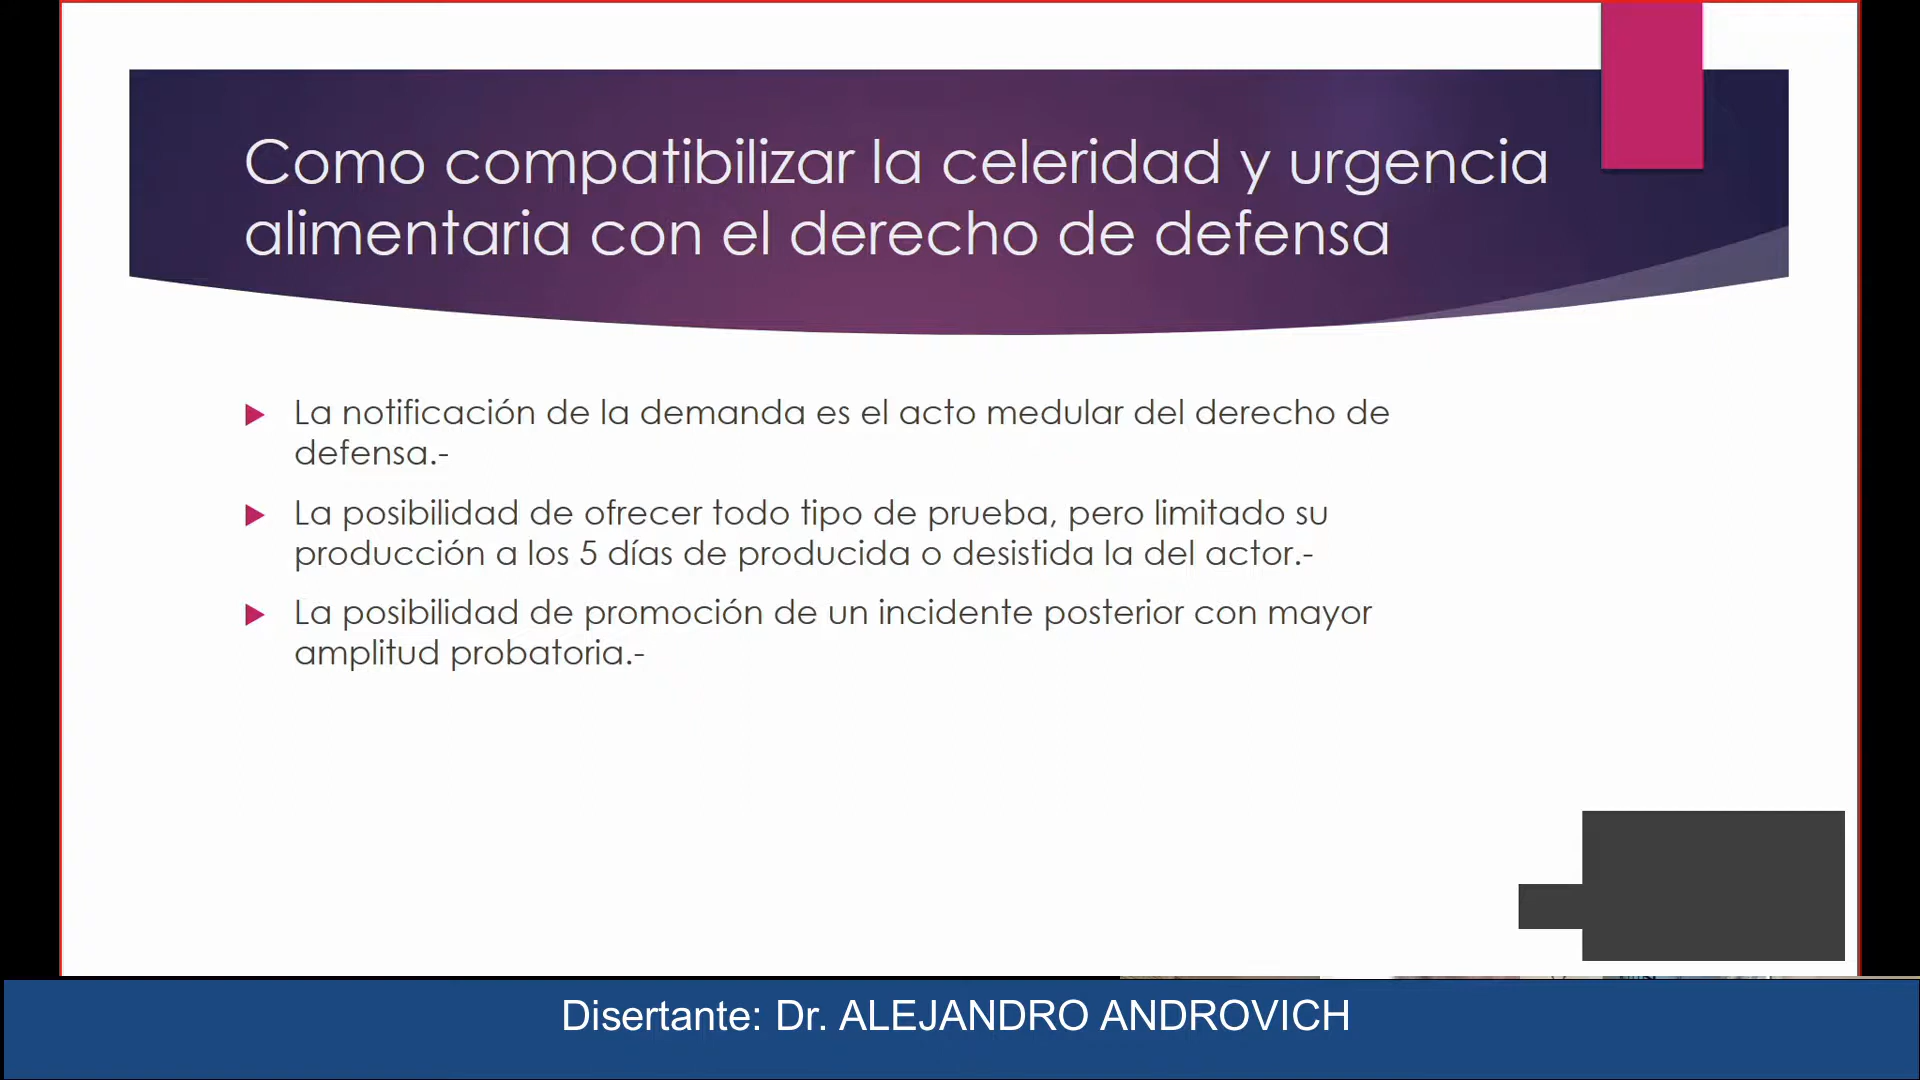 Como compatibilizar la celeridad y urgencia
alimentaria con el derecho de defensa
La notificación de la demanda es el acto medular del derecho de
defensa.-
La posibilidad de ofrecer todo tipo de prueba, pero limitado su
producción a los 5 días de producida o desistida la del actor.-
La posibilidad de promoción de un incidente posterior con mayor
amplitud probatoria.-
Disertante: Dr. ALEJANDRO ANDROVICH